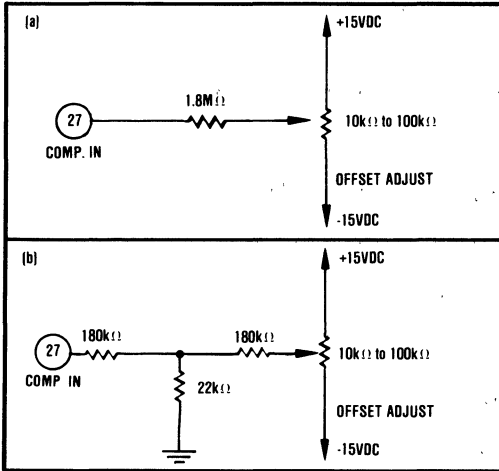 (a)
+15VDC
1.8MΩ
27
10kΩ to 100kΩ
COMP. IN
OFFSET ADJUST
-15VDC
(b)
+15VDC
180kΩ
180kΩ
27
10kΩ to 100kΩ
COMP IN
22kΩ
OFFSET ADJUST
-15VDC